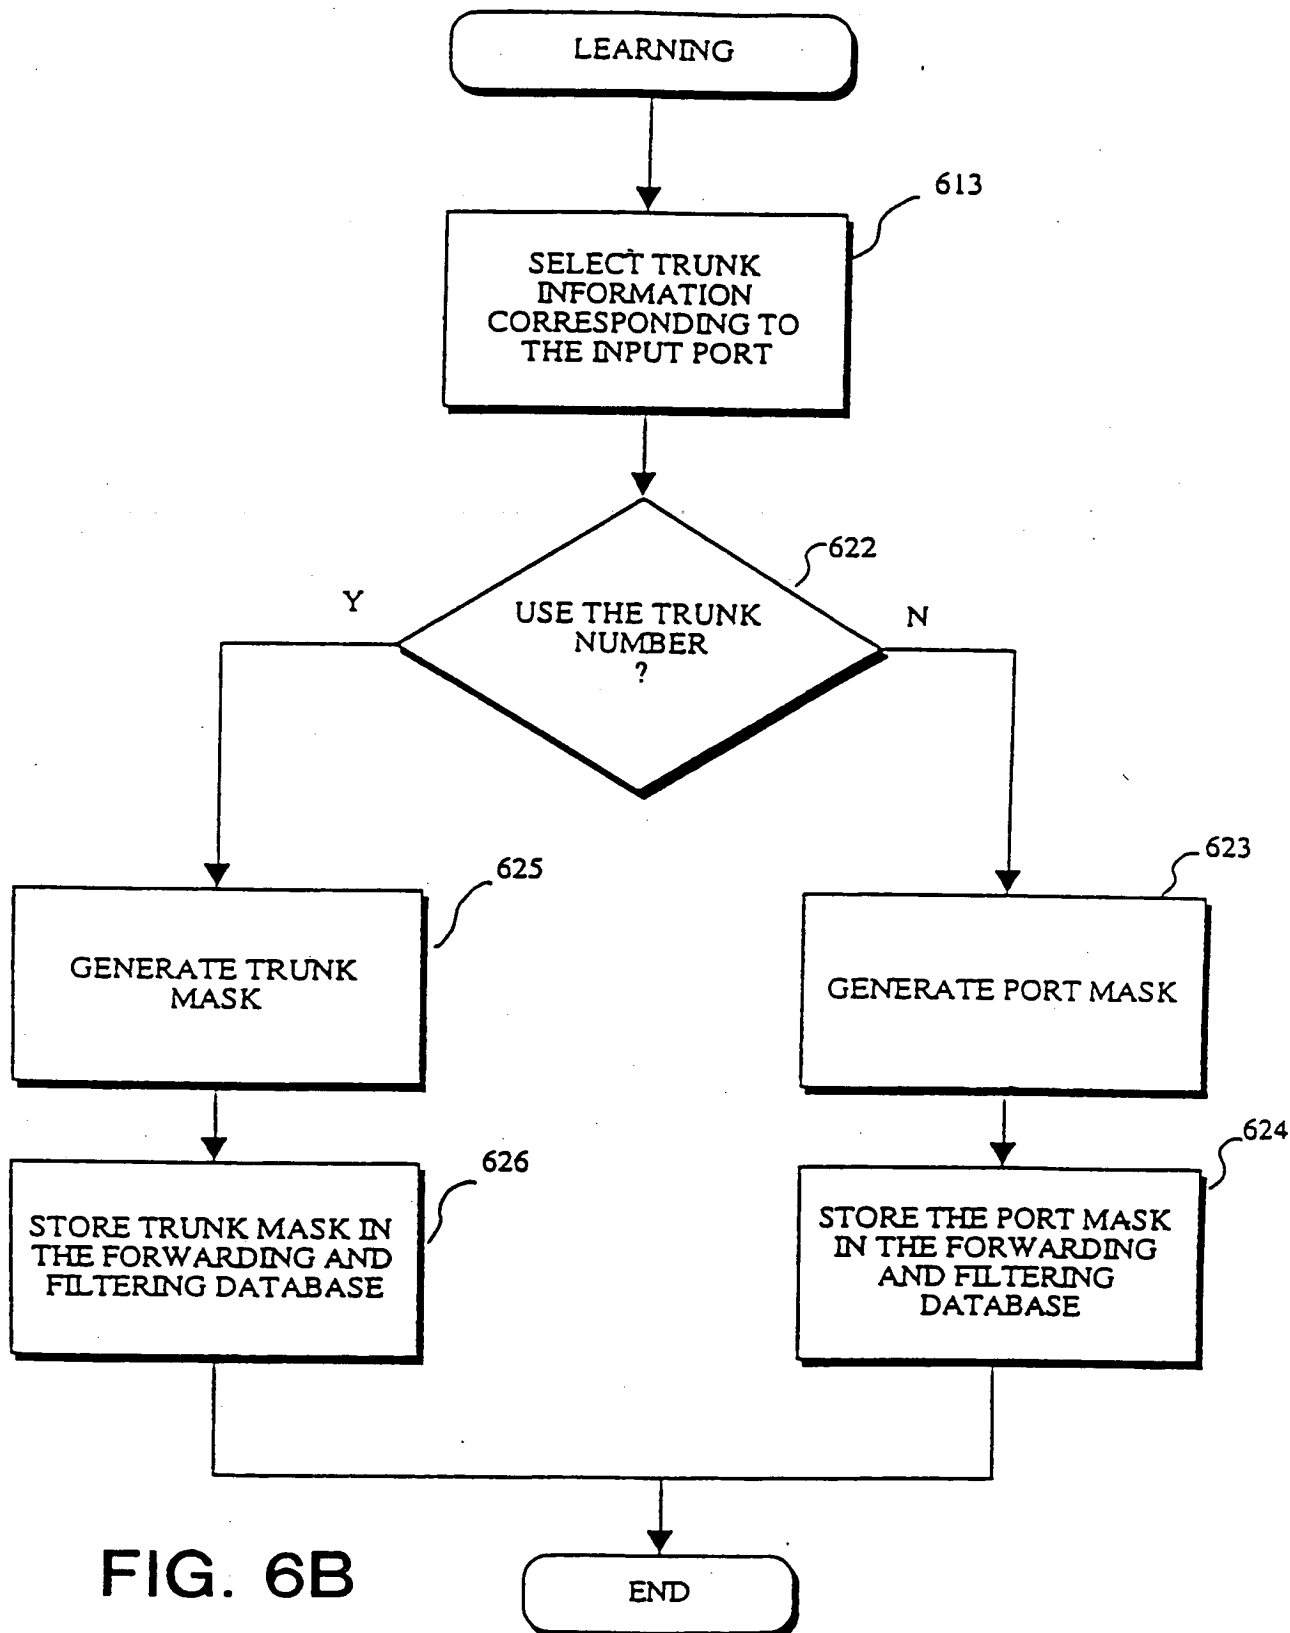 LEARNING
613
SELECT TRUNK
INFORMATION
CORRESPONDING TO
THE INPUT PORT
622
Y
USE THE TRUNK
NUMBER
?
N
625
623
GENERATE TRUNK
MASK
GENERATE PORT MASK
626
624
STORE TRUNK MASK IN
THE FORWARDING AND
FILTERING DATABASE
STORE THE PORT MASK
IN THE FORWARDING
AND FILTERING
DATABASE
FIG. 6B
END